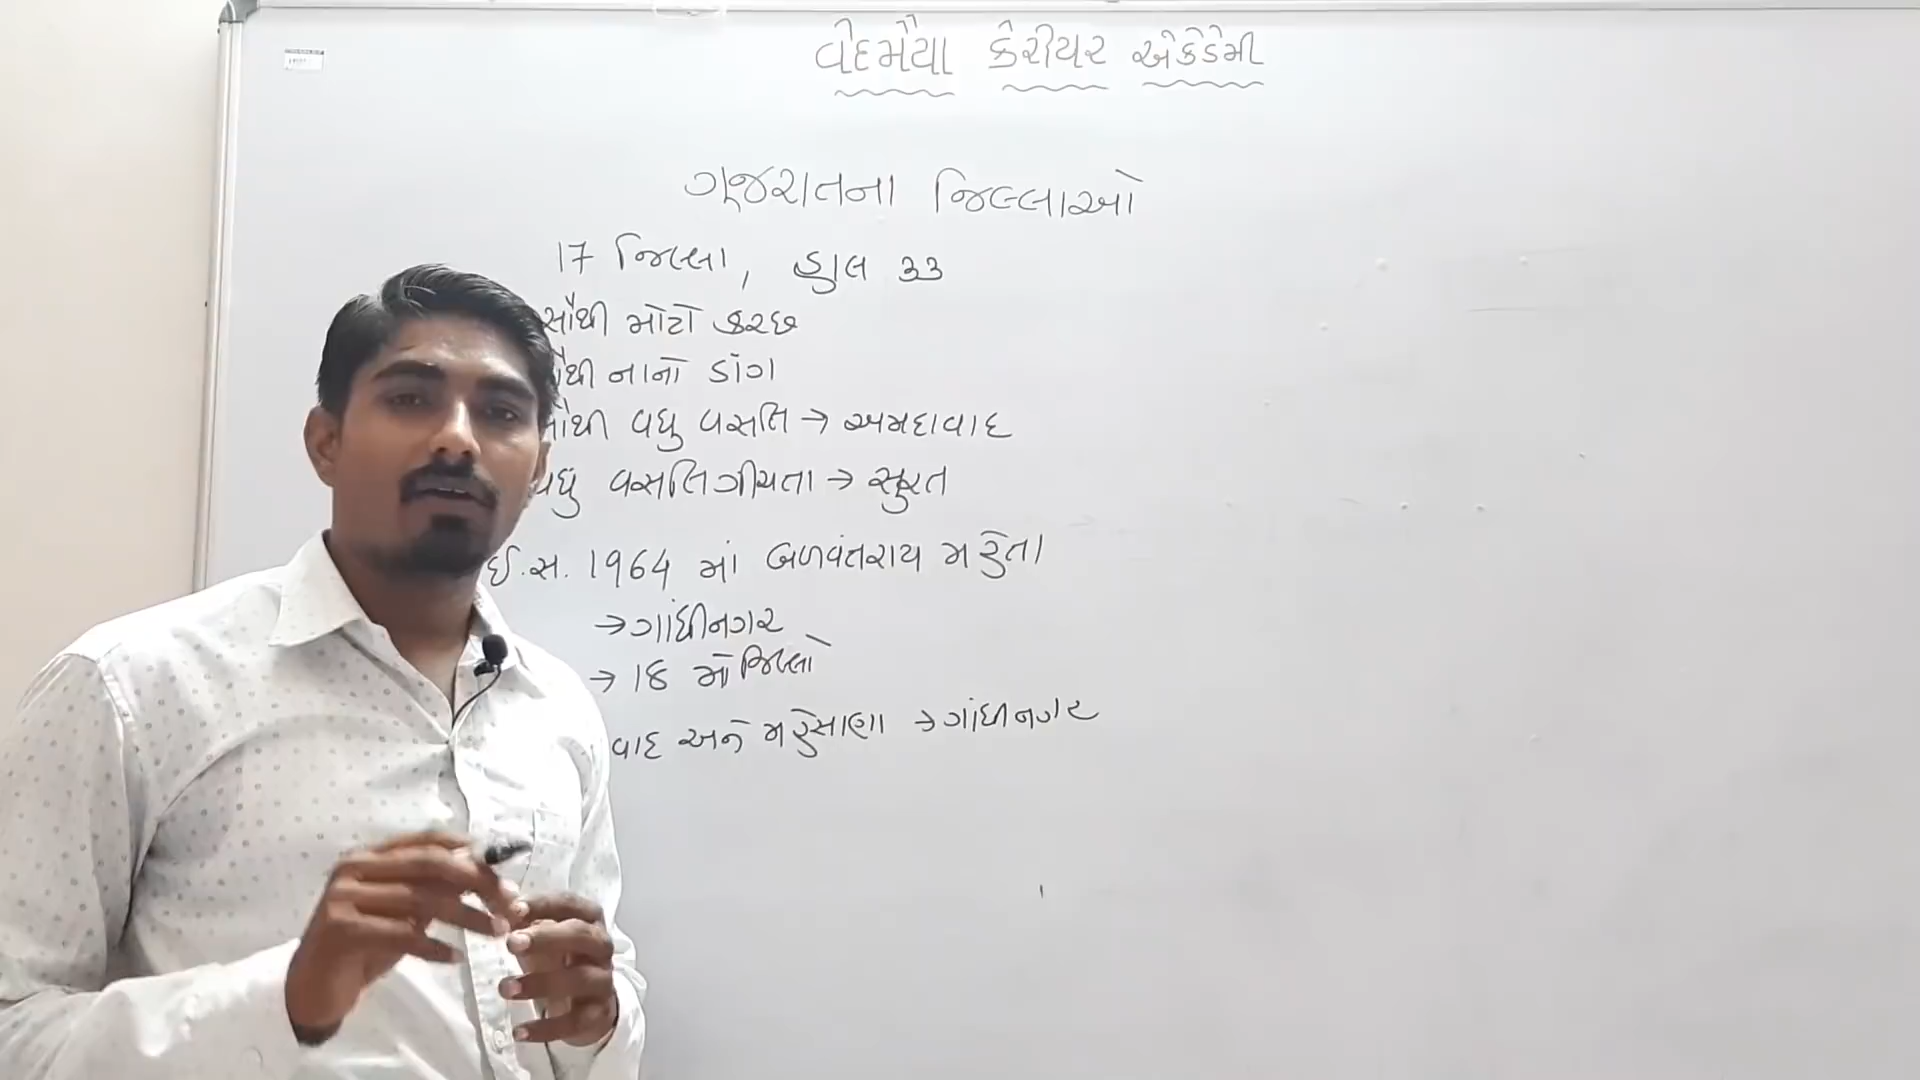 વેદમૈયા કેરીયર એકેડેમી
ગુજરાતના જિલ્લાઓ
17 જિલ્લા, કુલ ૩૩
સૌથી મોટો કચ્છ
નાનો ડાંગ
વધુ વસતિ → અમદાવાદ
વધુ વસતિગીચતા → સુરત
ઈ.સ. 1964 માં બળવંતરાય મહેતા
→ ગાંધીનગર
→ 18 મો જિલ્લો
વાદ અને મહેસાણા → ગાંધીનગર